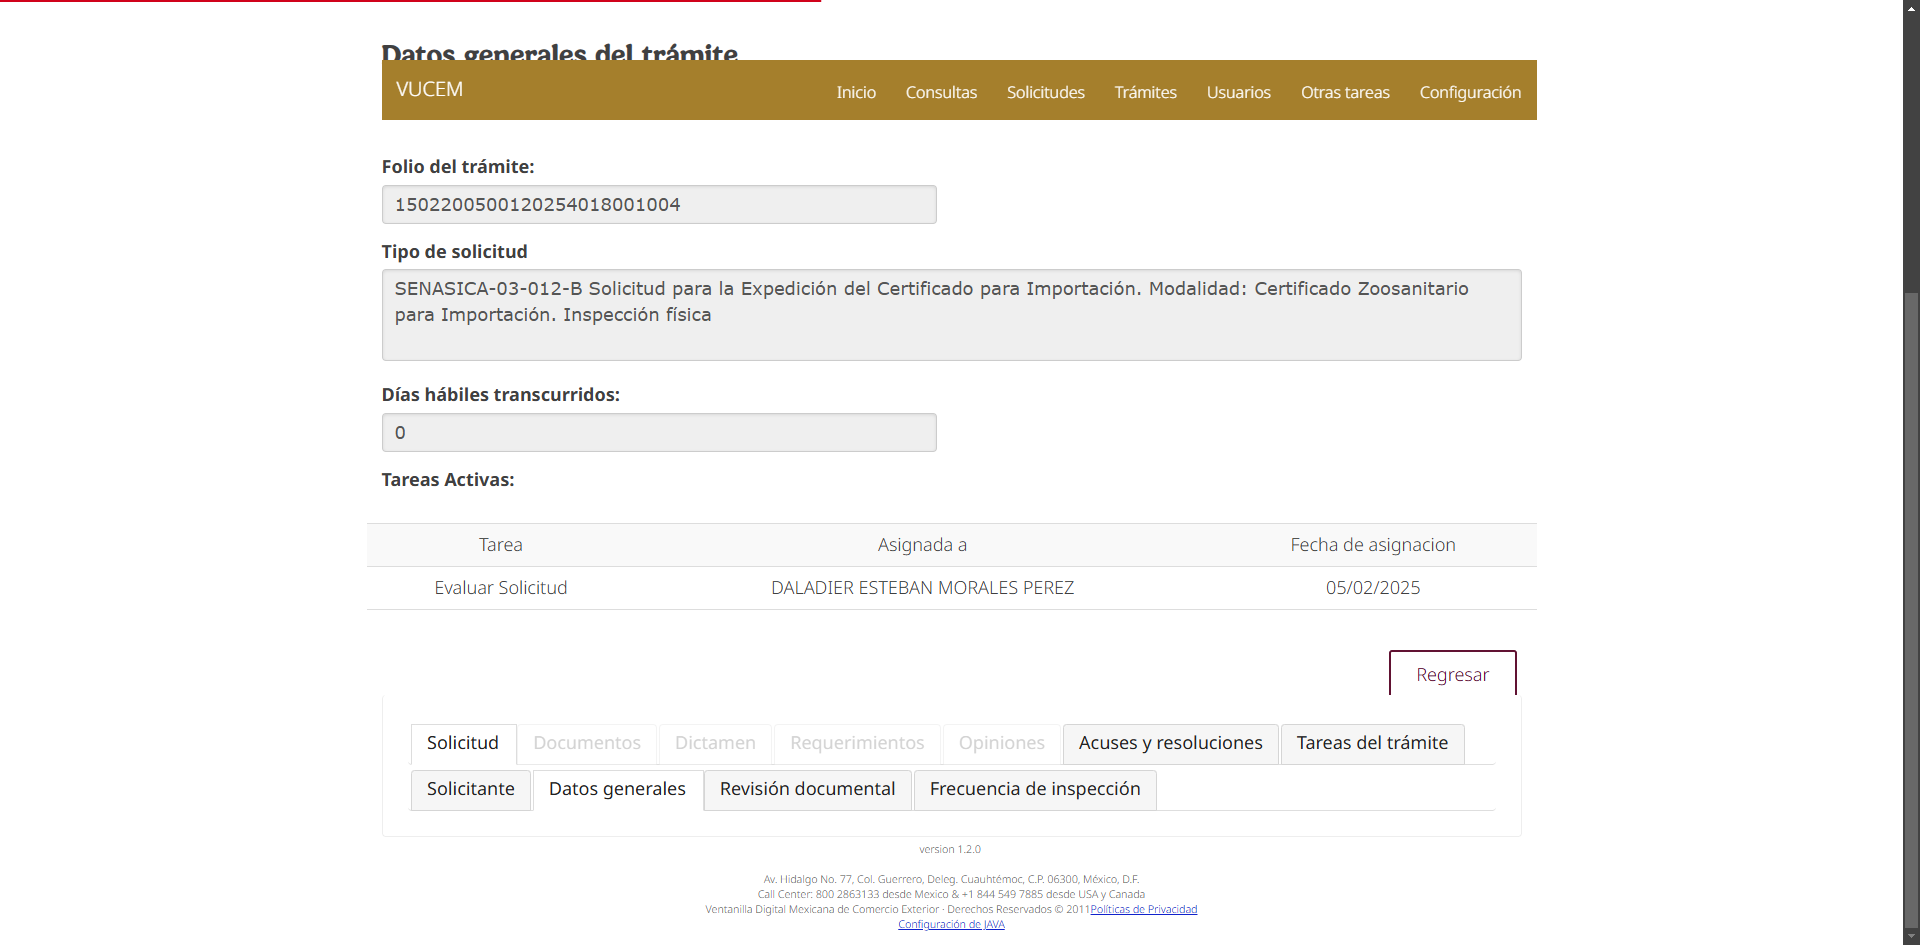 Datos generales del trámite
VUCEM
Inicio Consultas Solicitudes Trámites Usuarios Otras tareas Configuración
Folio del trámite:
1502200500120254018001004
Tipo de solicitud
SENASICA-03-012-B Solicitud para la Expedición del Certificado para Importación. Modalidad: Certificado Zoosanitario
para Importación. Inspección física
Días hábiles transcurridos:
0
Tareas Activas:
Tarea Asignada a Fecha de asignacion
Evaluar Solicitud DALADIER ESTEBAN MORALES PEREZ 05/02/2025
Regresar
Solicitud Documentos Dictamen Requerimientos Opiniones Acuses y resoluciones Tareas del trámite
Solicitante Datos generales Revisión documental Frecuencia de inspección
version 1.2.0
Av. Hidalgo No. 77, Col. Guerrero, Deleg. Cuauhtémoc, C.P. 06300, México, D.F.
Call Center: 800 2863133 desde Mexico & +1 844 549 7885 desde USA y Canada
Ventanilla Digital Mexicana de Comercio Exterior · Derechos Reservados © 2011Políticas de Privacidad
Configuración de JAVA